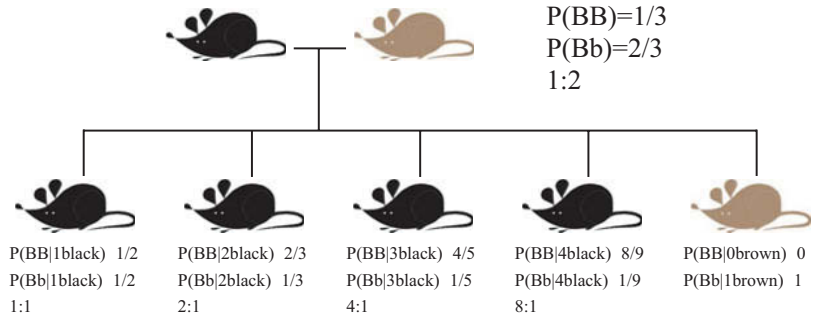 P(BB)=1/3
P(Bb)=2/3
1:2
P(BB|1black) 1/2
P(Bb|1black) 1/2
1:1
P(BB|2black) 2/3
P(Bb|2black) 1/3
2:1
P(BB|3black) 4/5
P(Bb|3black) 1/5
4:1
P(BB|4black) 8/9
P(Bb|4black) 1/9
8:1
P(BB|0brown) 0
P(Bb|1brown) 1